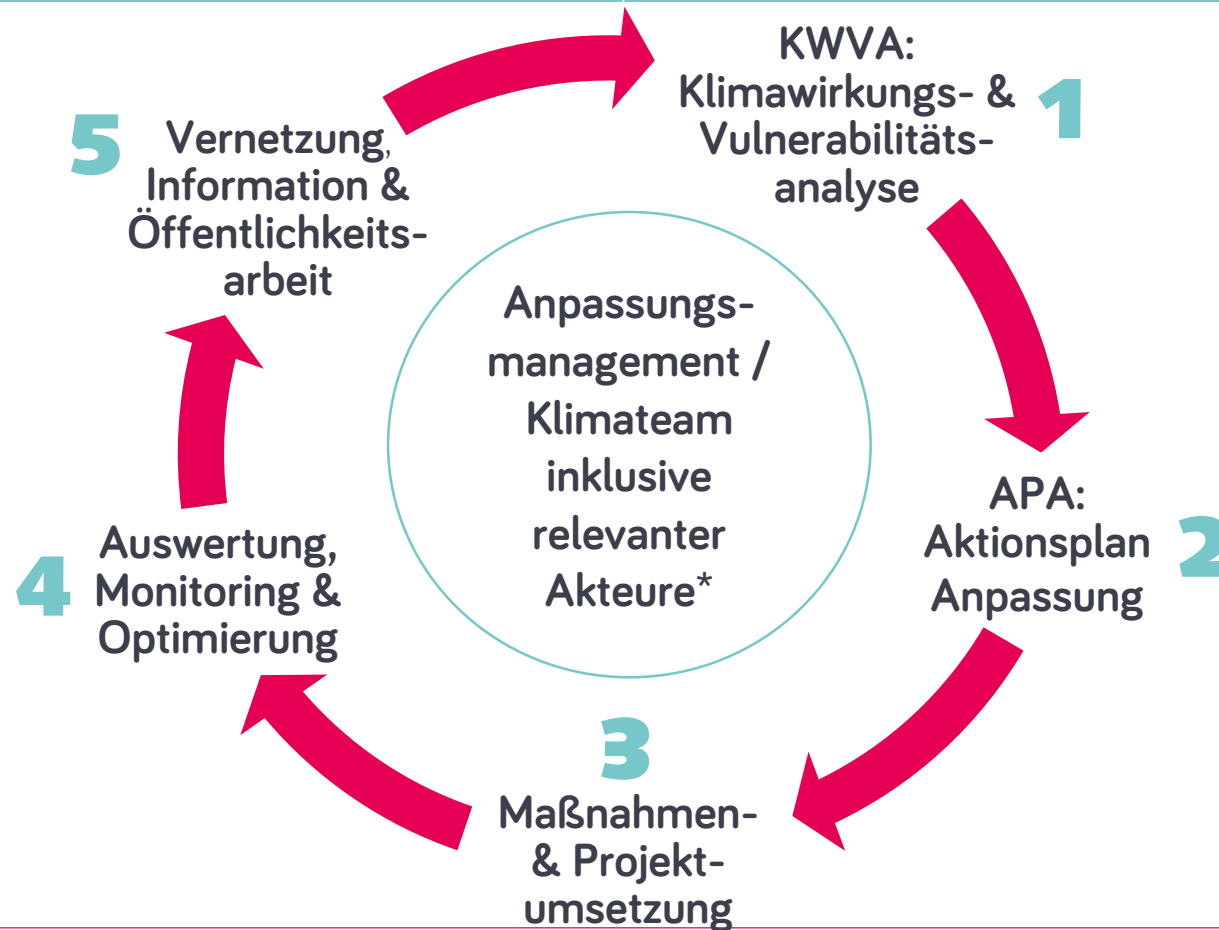 1
KWVA:
Klimawirkungs- &
Vulnerabilitäts-
analyse
2
APA:
Aktionsplan
Anpassung
3
Maßnahmen-
& Projekt-
umsetzung
4
Auswertung,
Monitoring &
Optimierung
5
Vernetzung,
Information &
Öffentlichkeits-
arbeit
Anpassungs-
management /
Klimateam
inklusive
relevanter
Akteure*